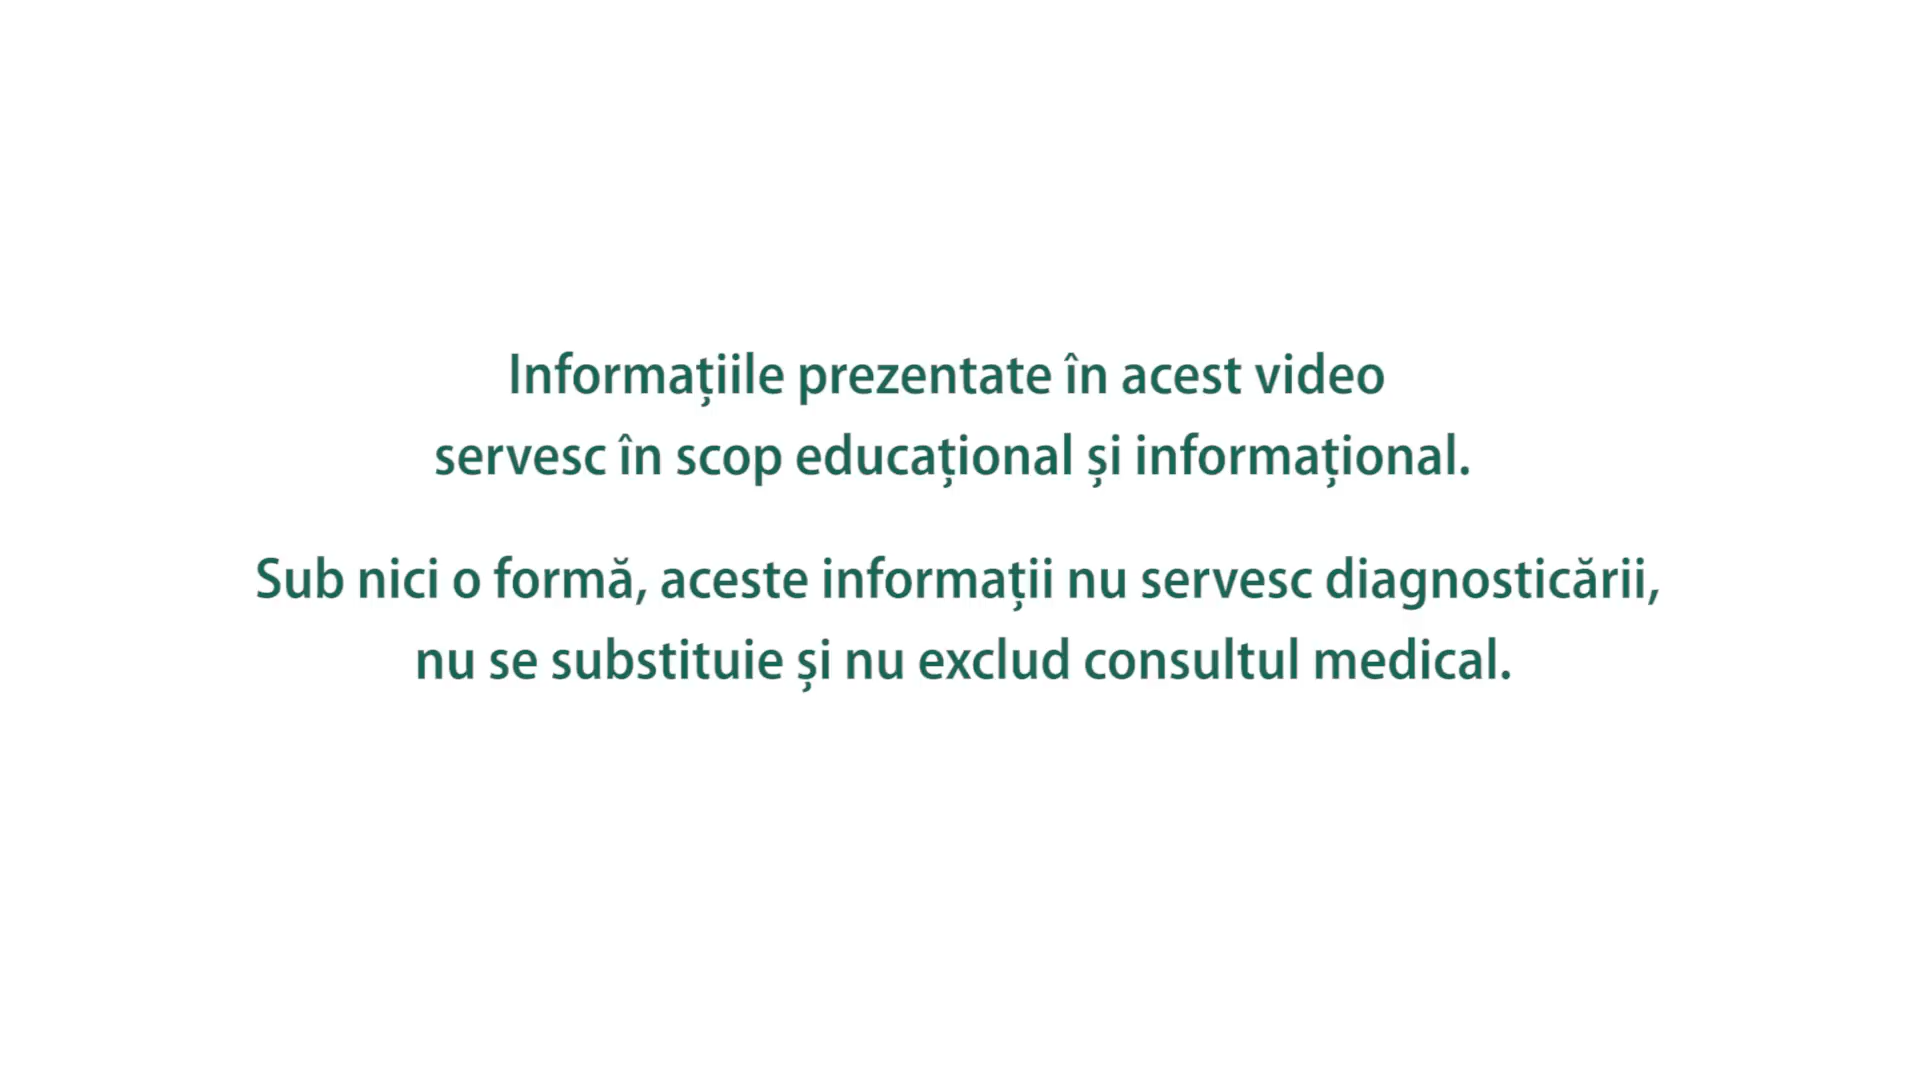 Informațiile prezentate în acest video
servesc în scop educațional și informațional.
Sub nici o formă, aceste informații nu servesc diagnosticării,
nu se substituie și nu exclud consultul medical.